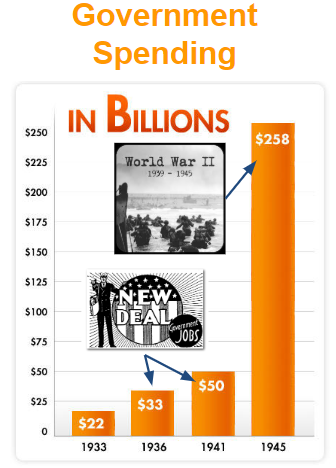 Government
Spending
IN BILLIONS
$250
$225
$200
$175
$150
$125
$100
$75
$50
$25
0
World War II
1939 - 1945
NEW
DEAL
Government
JOBS
$22
$33
$50
$258
1933
1936
1941
1945